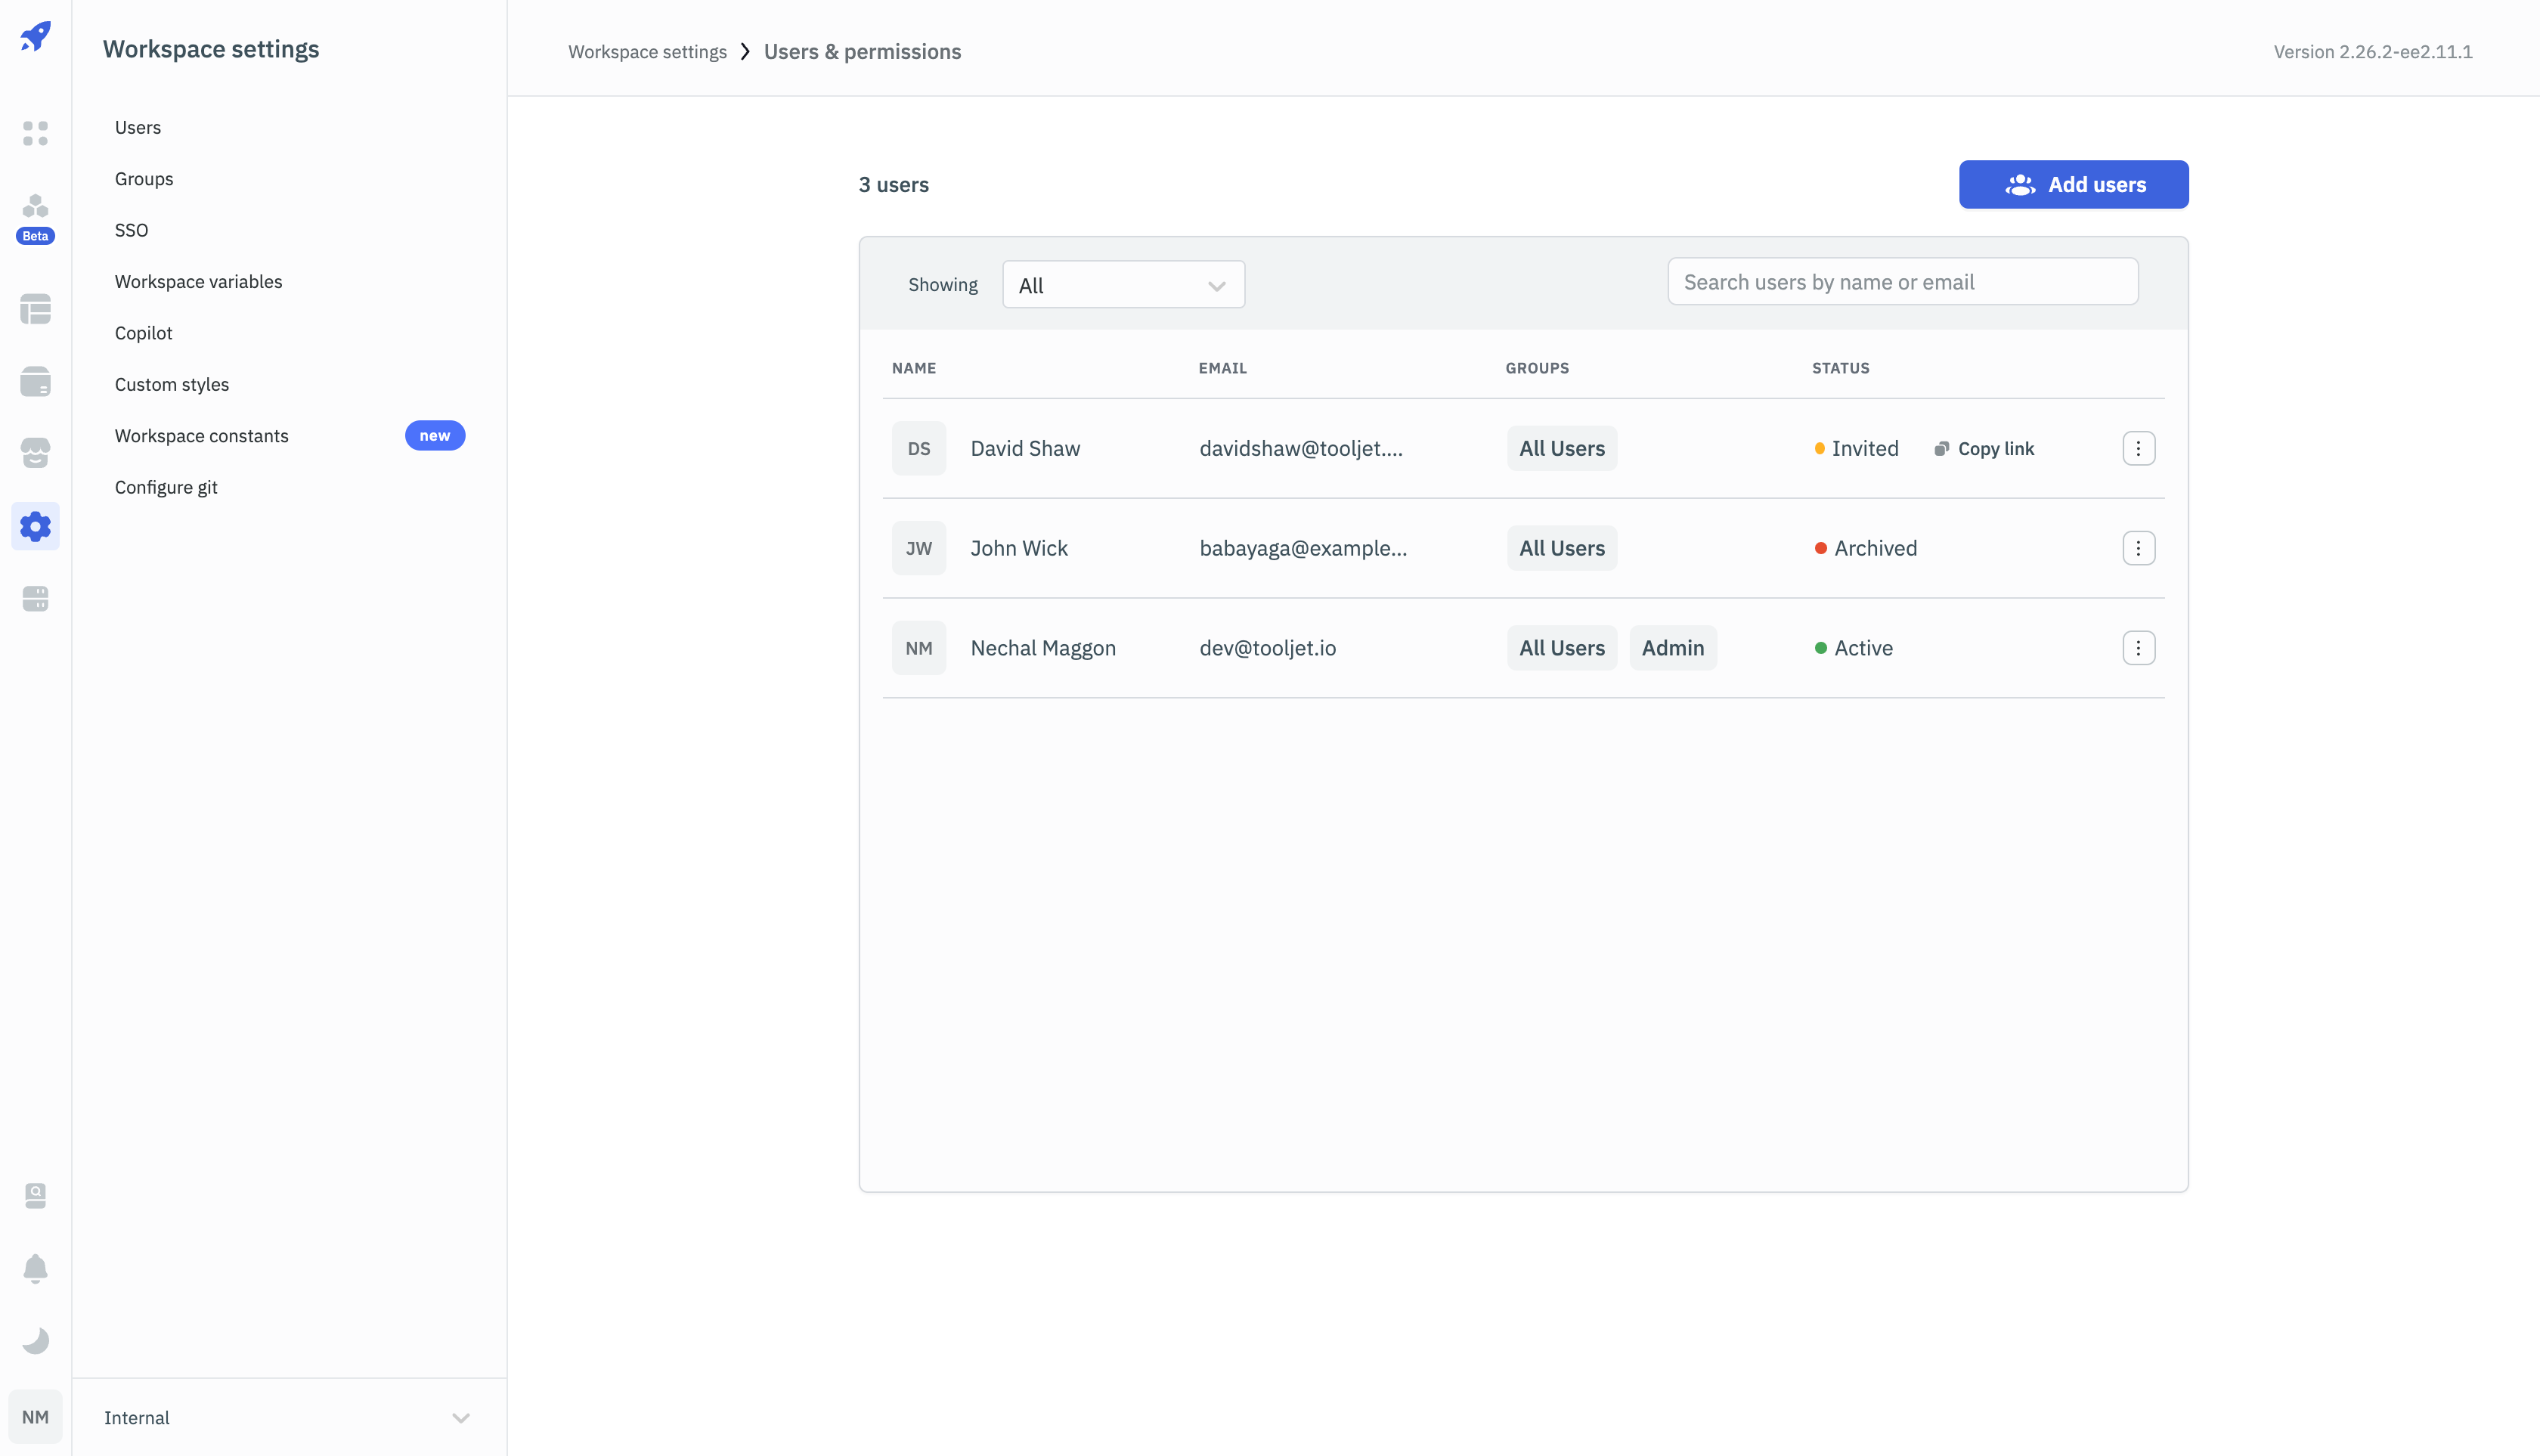 Workspace settings
Workspace settings
Users & permissions
Version 2.26.2-ee2.11.1
Beta
Users
Groups
SSO
Workspace variables
Copilot
Custom styles
Workspace constants
new
Configure git
3 users
Add users
Showing
All
Search users by name or email
NAME EMAIL GROUPS STATUS
DS David Shaw davidshaw@tooljet.... All Users Invited Copy link
JW John Wick babayaga@example... All Users Archived
NM Nechal Maggon dev@tooljet.io All Users Admin Active
NM
Internal